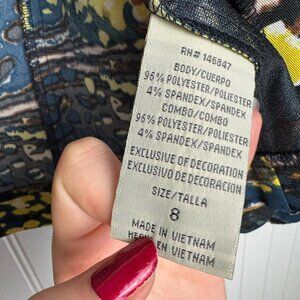 RN# 146847
BODY/CUERPO
96% POLYESTER/POLIESTER
4% SPANDEX/SPANDEX
COMBO/COMBO
96% POLYESTER/POLIESTER
4% SPANDEX/SPANDEX
EXCLUSIVE OF DECORATION
EXCLUSIVO DE DECORACION
SIZE/TALLA
8
MADE IN VIETNAM
EN VIETNAM